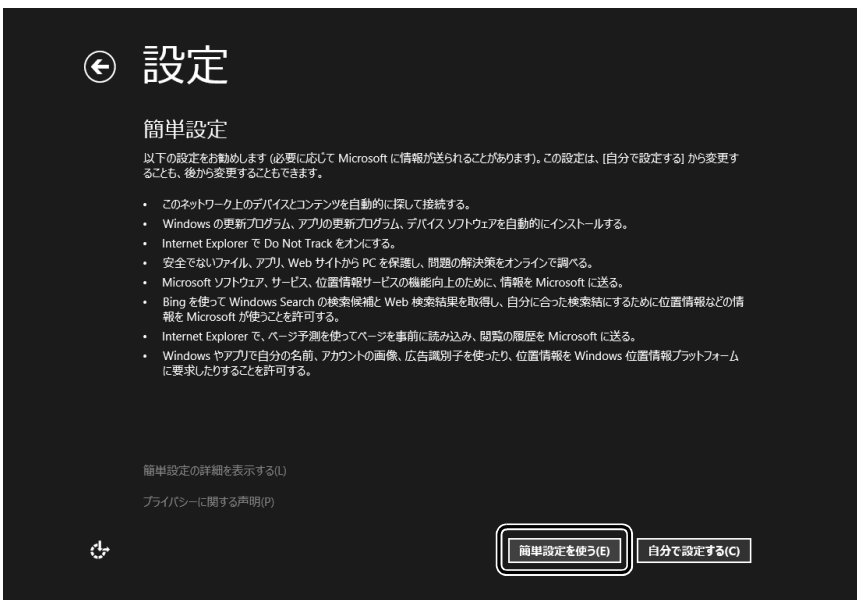 設定
簡単設定
以下の設定をお勧めします (必要に応じて Microsoft に情報が送られることがあります)。この設定は、[自分で設定する] から変更す
ることも、後から変更することもできます。
• このネットワーク上のデバイスとコンテンツを自動的に探して接続する。
• Windows の更新プログラム、アプリの更新プログラム、デバイス ソフトウェアを自動的にインストールする。
• Internet Explorer で Do Not Track をオンにする。
• 安全でないファイル、アプリ、Web サイトから PC を保護し、問題の解決策をオンラインで調べる。
• Microsoft ソフトウェア、サービス、位置情報サービスの機能向上のために、情報を Microsoft に送る。
• Bing を使って Windows Search の検索候補と Web 検索結果を取得し、自分に合った検索結にするために位置情報などの情
報を Microsoft が使うことを許可する。
• Internet Explorer で、ページ予測を使ってページを事前に読み込み、閲覧の履歴を Microsoft に送る。
• Windows やアプリで自分の名前、アカウントの画像、広告識別子を使ったり、位置情報を Windows 位置情報プラットフォーム
に要求したりすることを許可する。
簡単設定の詳細を表示する(L)
プライバシーに関する声明(P)
簡単設定を使う(E)
自分で設定する(C)